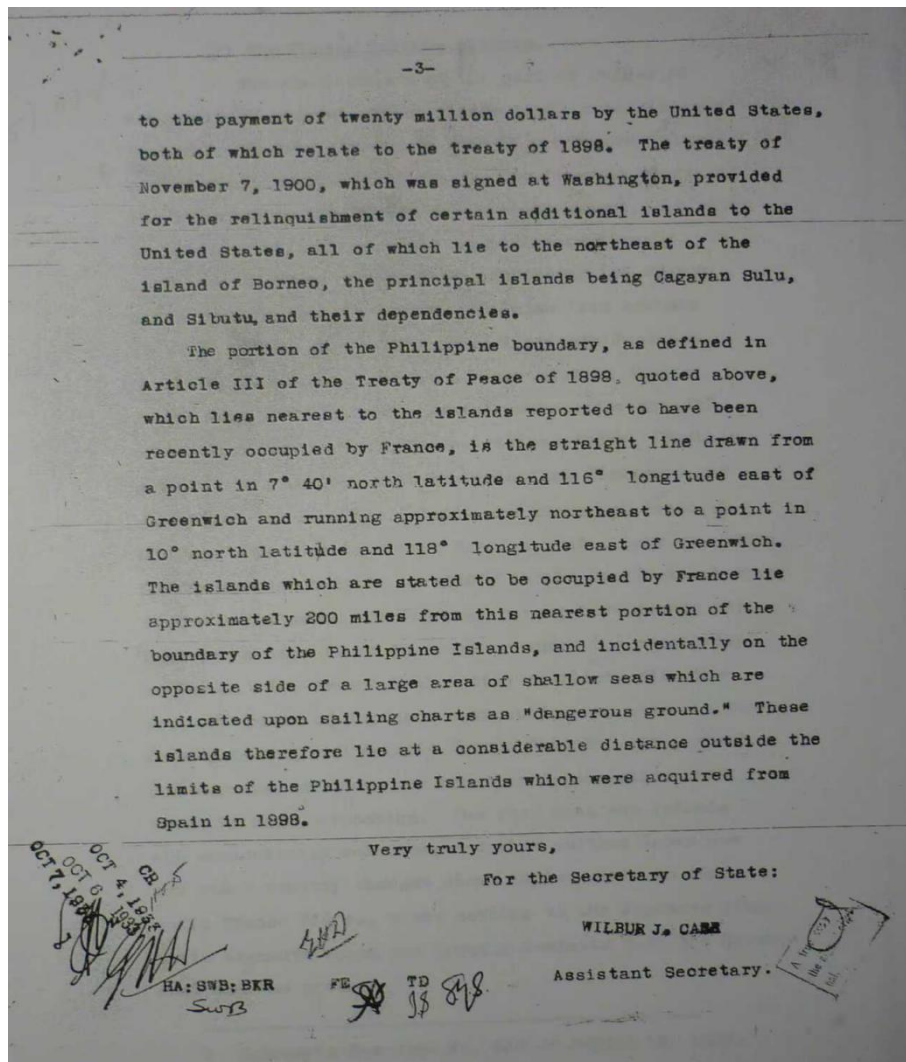 -3-
to the payment of twenty million dollars by the United States,
both of which relate to the treaty of 1898. The treaty of
November 7, 1900, which was signed at Washington, provided
for the relinquishment of certain additional islands to the
United States, all of which lie to the northeast of the
island of Borneo, the principal islands being Cagayan Sulu,
and Sibutu, and their dependencies.
The portion of the Philippine boundary, as defined in
Article III of the Treaty of Peace of 1898, quoted above,
which lies nearest to the islands reported to have been
recently occupied by France, is the straight line drawn from
a point in 7° 40' north latitude and 116° longitude east of
Greenwich and running approximately northeast to a point in
10° north latitude and 118° longitude east of Greenwich.
The islands which are stated to be occupied by France lie
approximately 200 miles from this nearest portion of the
boundary of the Philippine Islands, and incidentally on the
opposite side of a large area of shallow seas which are
indicated upon sailing charts as "dangerous ground." These
islands therefore lie at a considerable distance outside the
limits of the Philippine Islands which were acquired from
Spain in 1898.
Very truly yours,
For the Secretary of State:
WILBUR J. CARR
Assistant Secretary.
OCT 7, 
OCT 6, 
OCT 4, 
CR
HA:SWB:BKR
SWB
FE
TD
A true
the